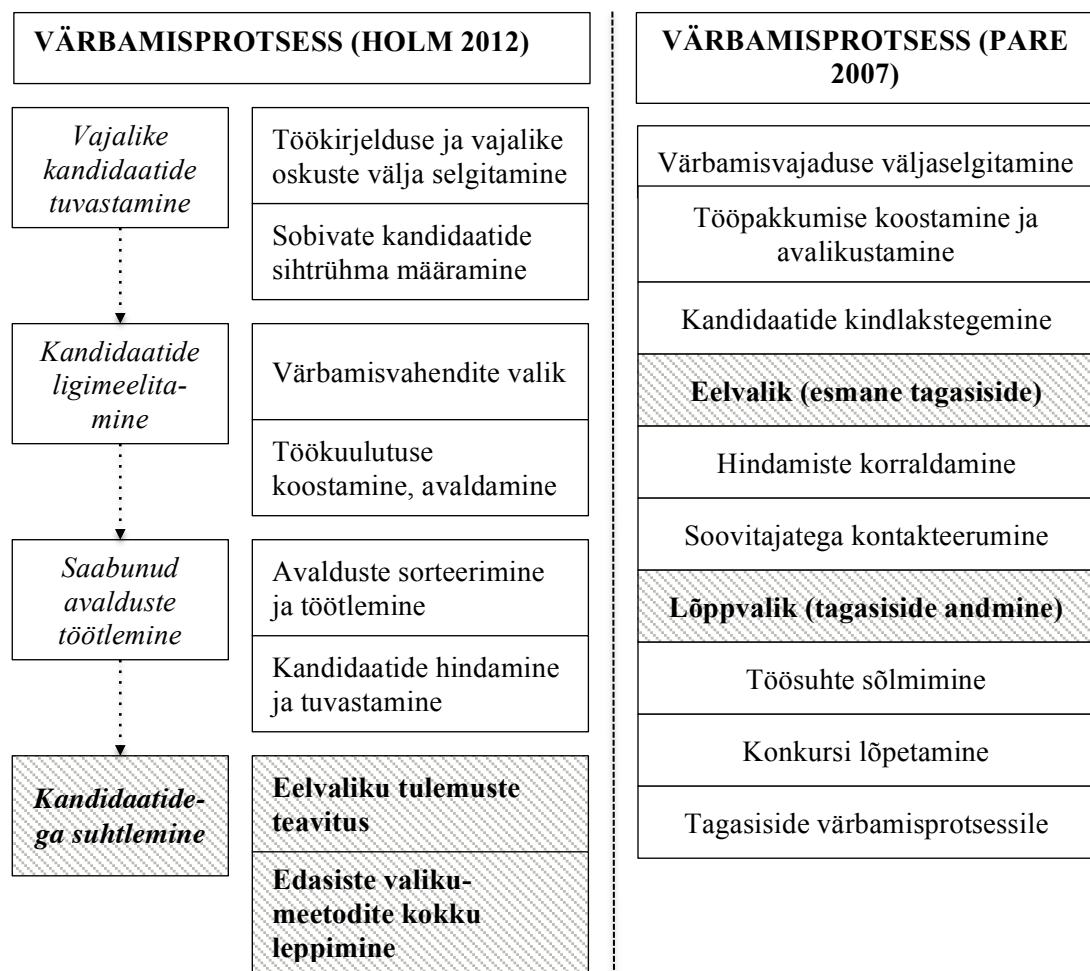 VÄRBAMISPROTSESS (HOLM 2012)
Vajalike
kandidaatide
tuvastamine
Töökirjelduse ja vajalike
oskuste välja selgitamine
Sobivate kandidaatide
sihtrühma määramine
Kandidaatide
ligimeelita-
mine
Värbamisvahendite valik
Töökuulutuse
koostamine, avaldamine
Saabunud
avalduste
töötlemine
Avalduste sorteerimine
ja töötlemine
Kandidaatide hindamine
ja tuvastamine
Kandidaatide-
ga suhtlemine
Eelvaliku tulemuste
teavitus
Edasiste valiku-
meetodite kokku
leppimine
VÄRBAMISPROTSESS (PARE
2007)
Värbamisvajaduse väljaselgitamine
Tööpakkumise koostamine ja
avalikustamine
Kandidaatide kindlakstegemine
Eelvalik (esmane tagasiside)
Hindamiste korraldamine
Soovitajatega kontakteerumine
Lõppvalik (tagasiside andmine)
Töösuhte sõlmimine
Konkursi lõpetamine
Tagasiside värbamisprotsessile